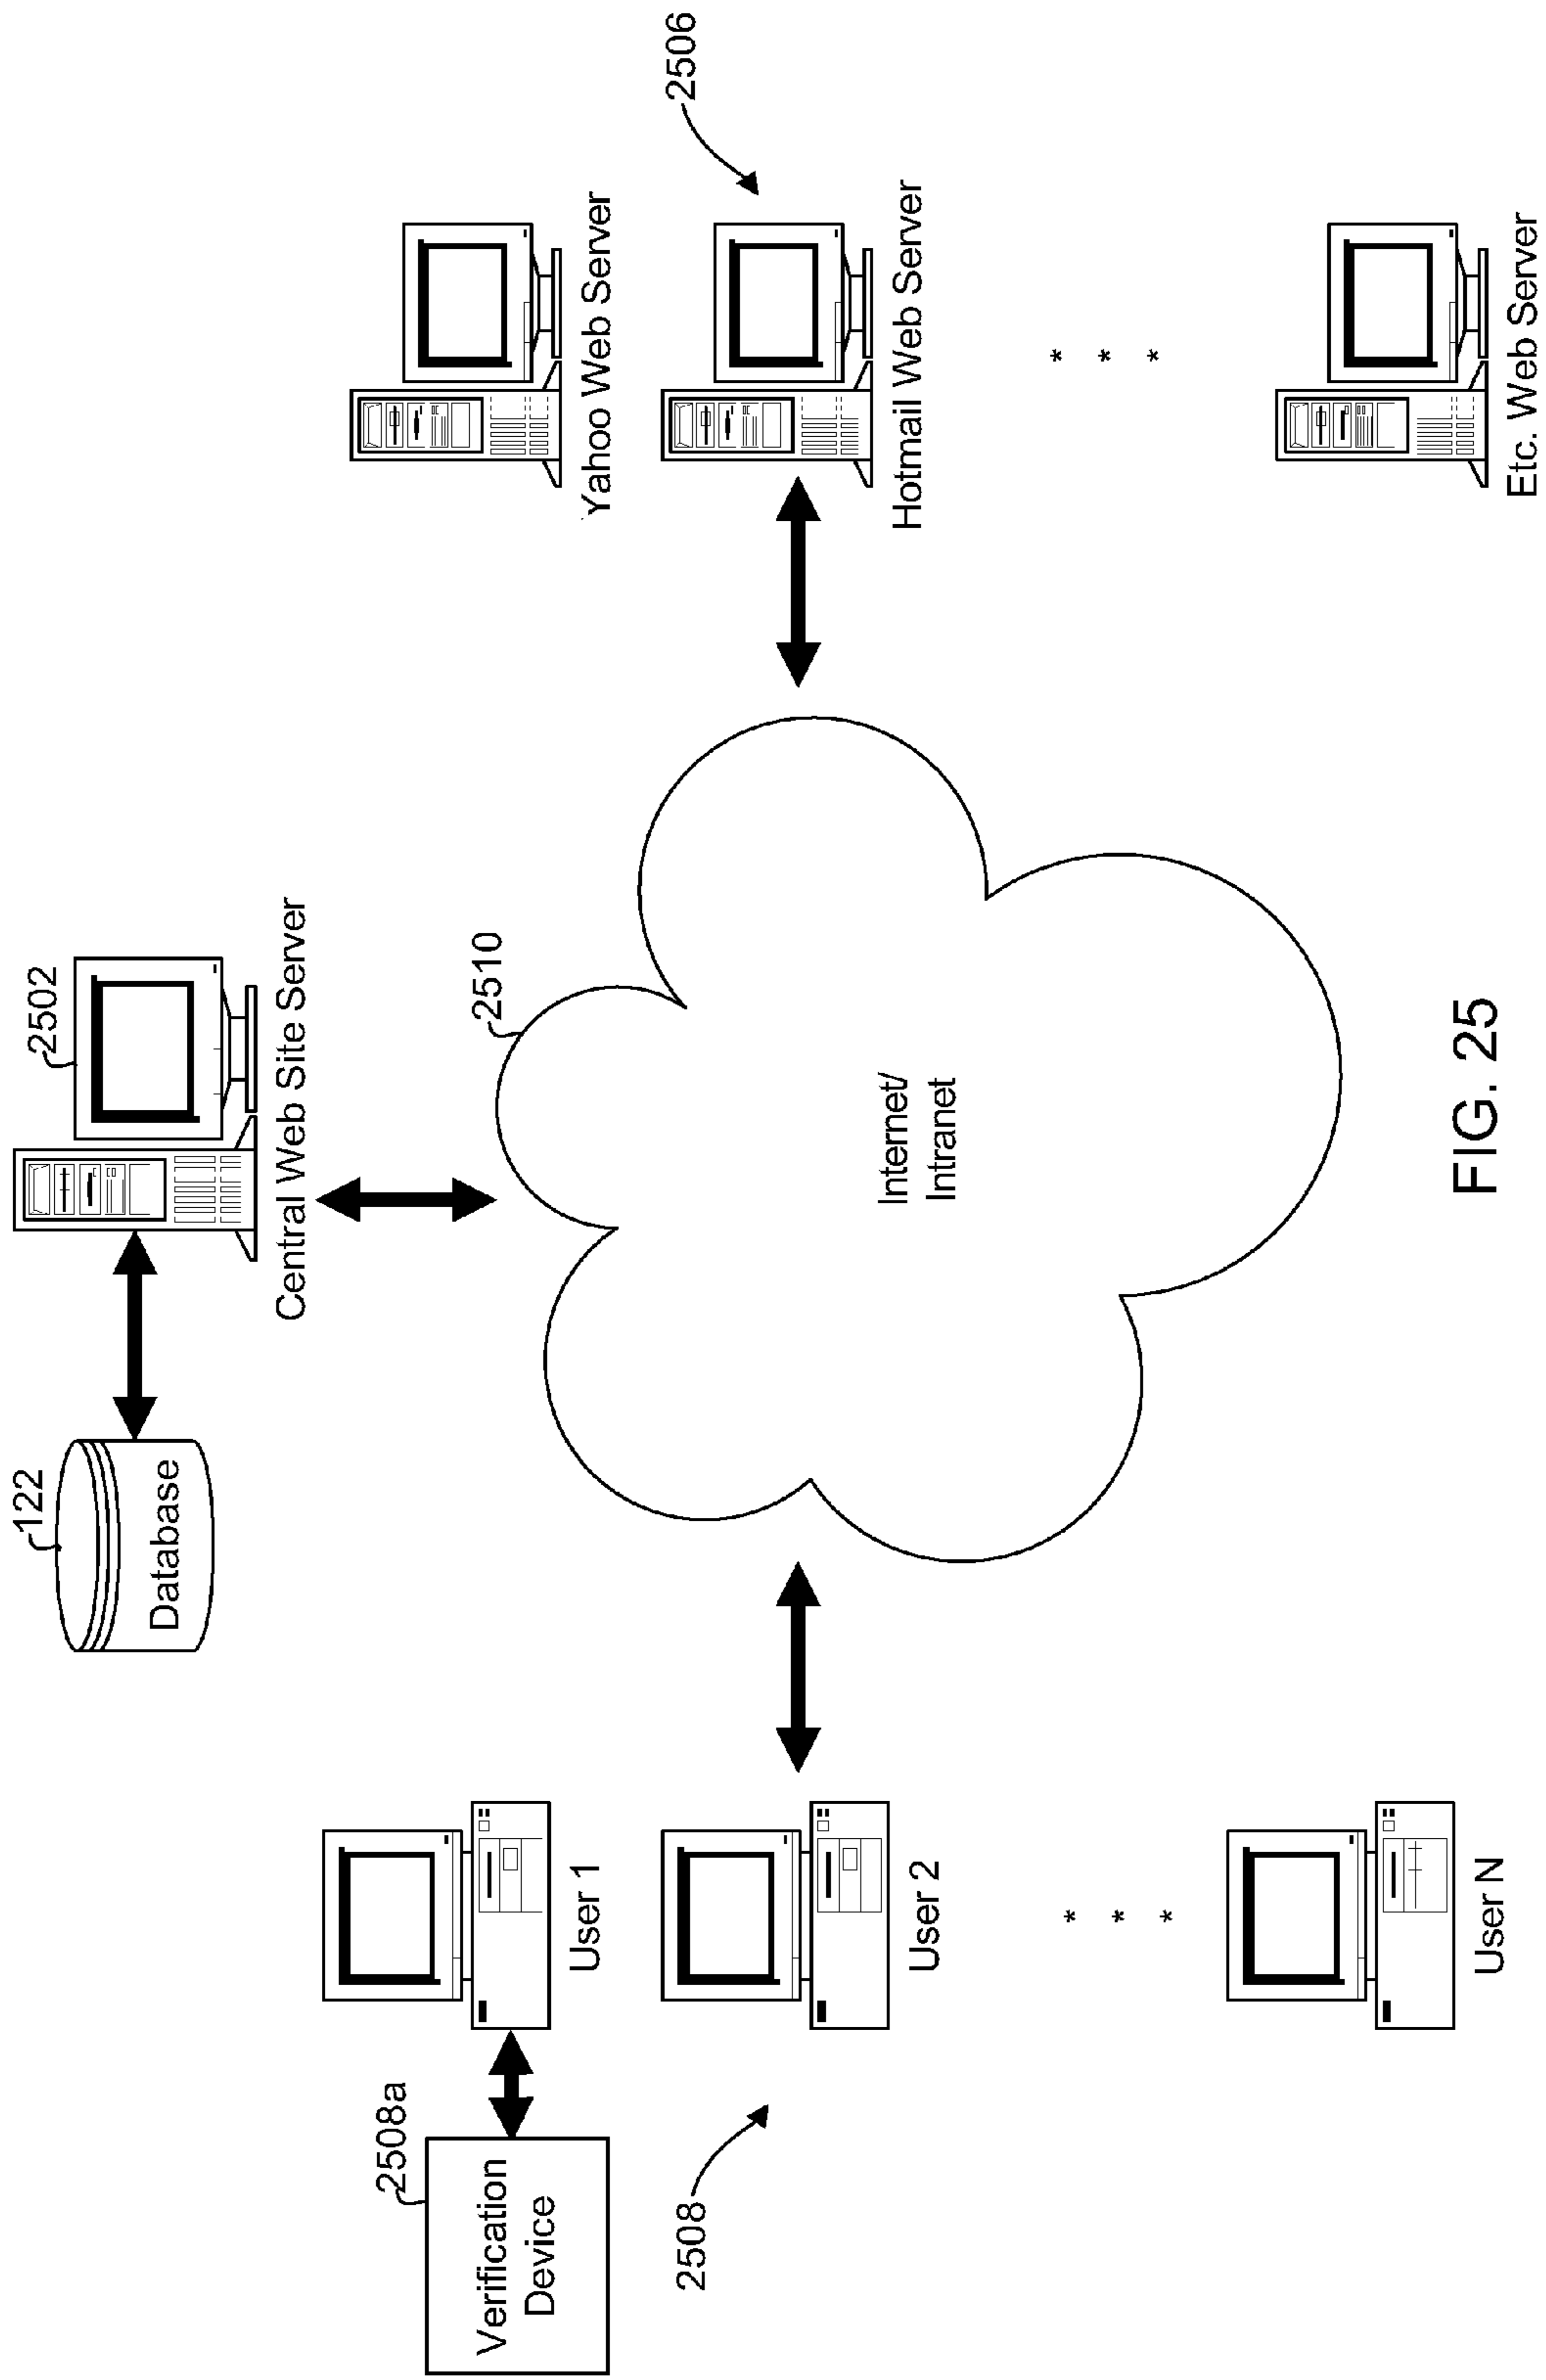 122
Database
2502
Central Web Site Server
2508a
Verification
Device
2508
User 1
User 2
* * *
User N
2510
Internet/
Intranet
2506
Yahoo Web Server
Hotmail Web Server
* * *
Etc. Web Server
FIG. 25